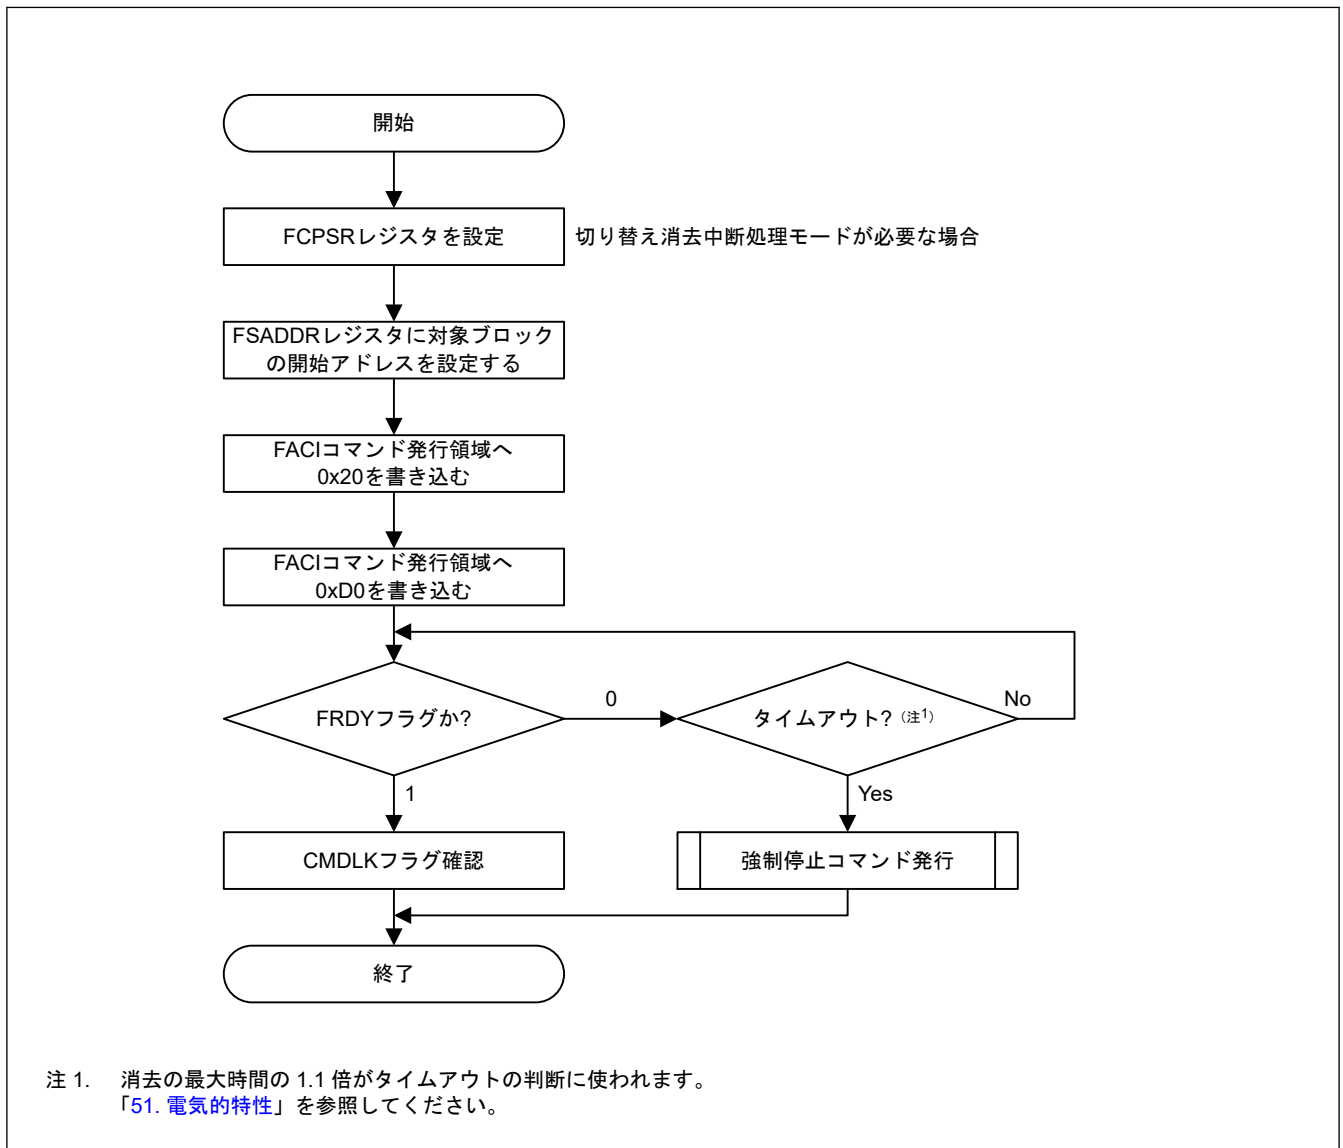 開始
FCPSRレジスタを設定
切り替え消去中断処理モードが必要な場合
FSADDRレジスタに対象ブロック
の開始アドレスを設定する
FACIコマンド発行領域へ
0x20を書き込む
FACIコマンド発行領域へ
0xD0を書き込む
FRDYフラグか?
0
タイムアウト?（注1）
No
1
Yes
CMDLKフラグ確認
強制停止コマンド発行
終了
注 1. 消去の最大時間の 1.1 倍がタイムアウトの判断に使われます。
「51. 電気的特性」を参照してください。